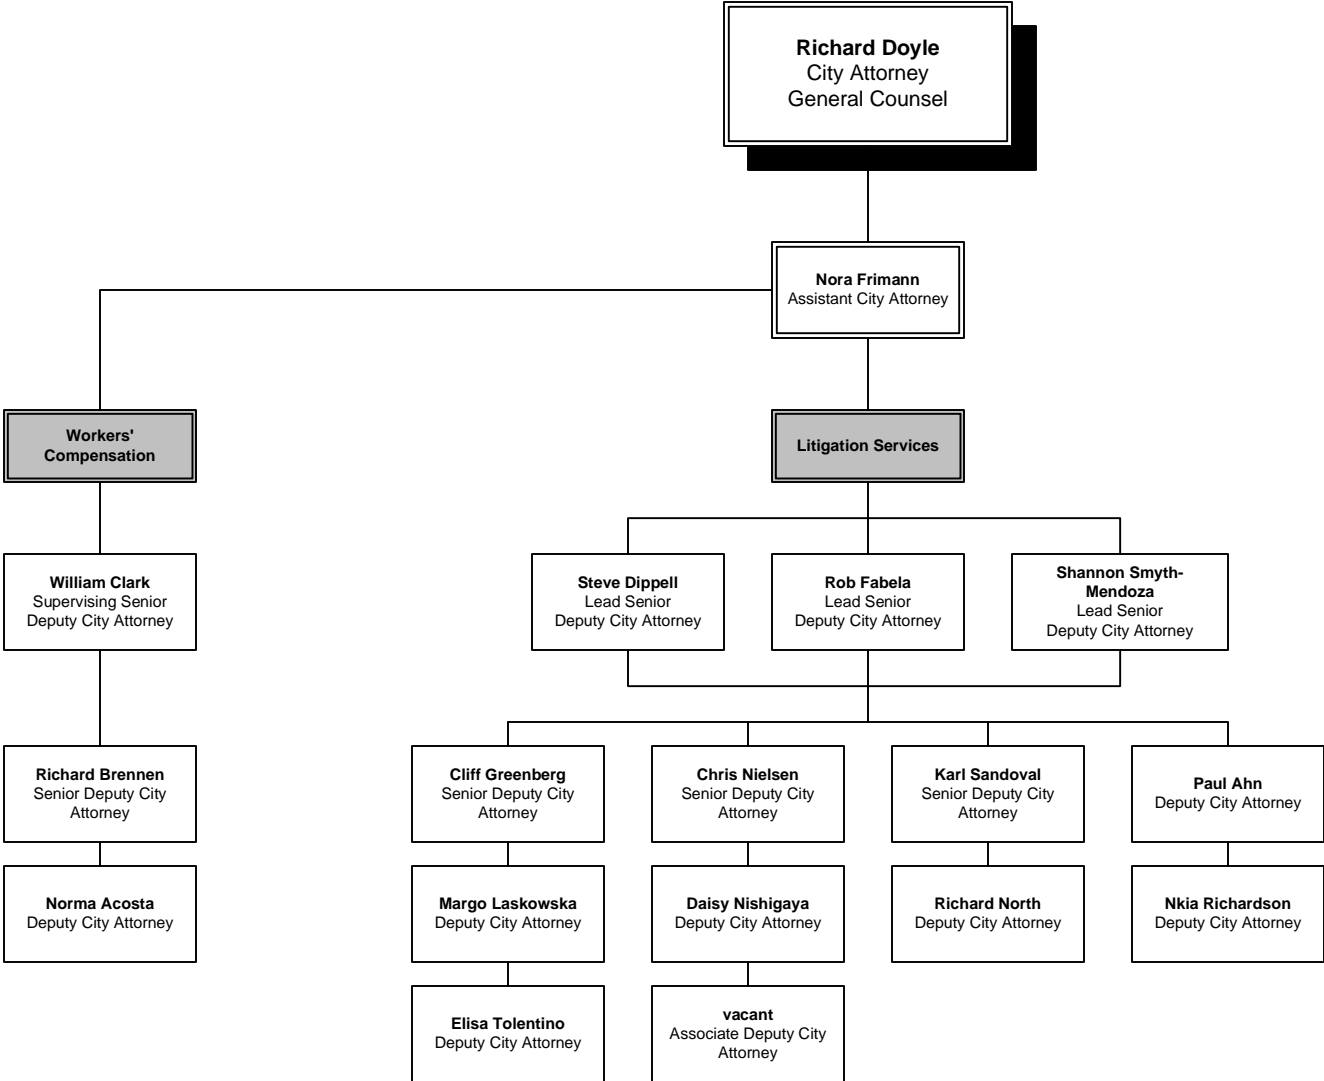 Richard Doyle
City Attorney
General Counsel
Nora Frimann
Assistant City Attorney
Workers'
Compensation
Litigation Services
William Clark
Supervising Senior
Deputy City Attorney
Steve Dippell
Lead Senior
Deputy City Attorney
Rob Fabela
Lead Senior
Deputy City Attorney
Shannon Smyth-
Mendoza
Lead Senior
Deputy City Attorney
Richard Brennen
Senior Deputy City
Attorney
Cliff Greenberg
Senior Deputy City
Attorney
Chris Nielsen
Senior Deputy City
Attorney
Karl Sandoval
Senior Deputy City
Attorney
Paul Ahn
Deputy City Attorney
Norma Acosta
Deputy City Attorney
Margo Laskowska
Deputy City Attorney
Daisy Nishigaya
Deputy City Attorney
Richard North
Deputy City Attorney
Nkia Richardson
Deputy City Attorney
Elisa Tolentino
Deputy City Attorney
vacant
Associate Deputy City
Attorney